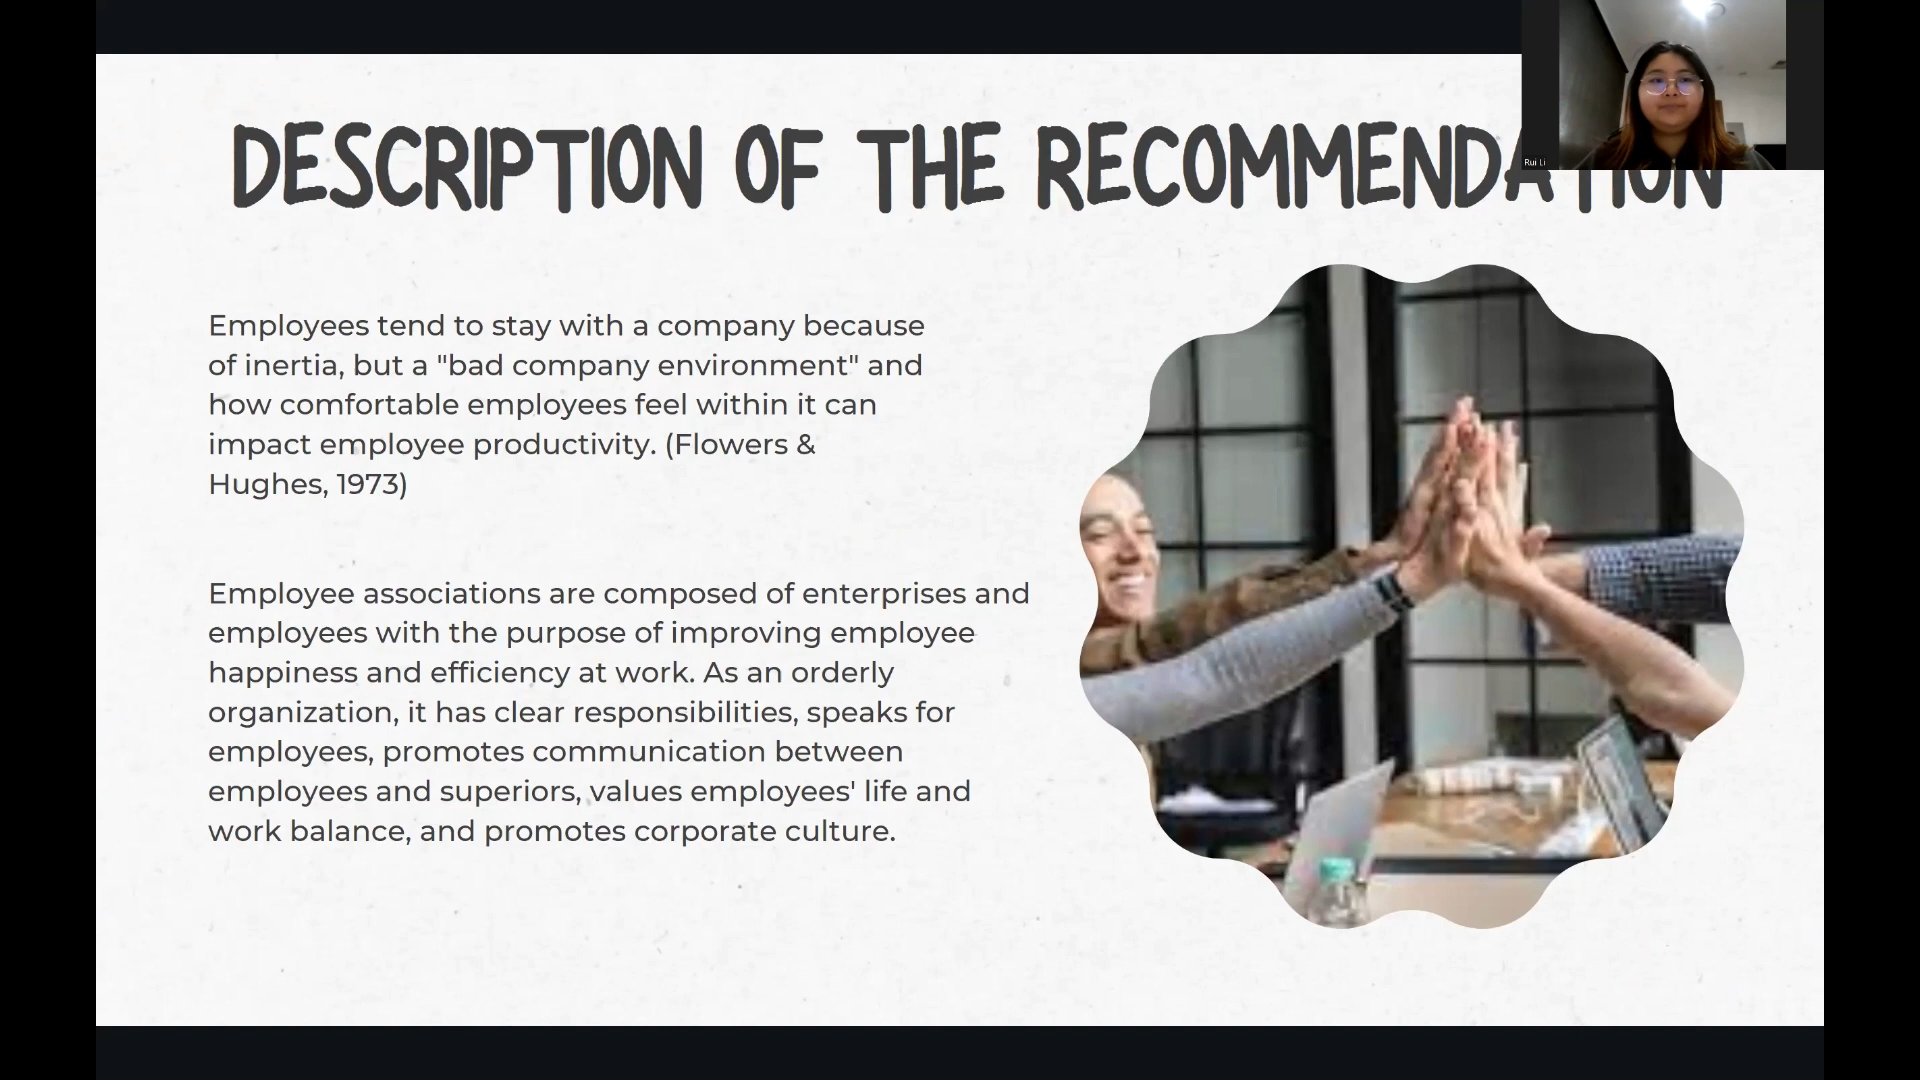 DESCRIPTION OF THE RECOMMENDATION
Rui Li
Employees tend to stay with a company because
of inertia, but a "bad company environment" and
how comfortable employees feel within it can
impact employee productivity. (Flowers &
Hughes, 1973)
Employee associations are composed of enterprises and
employees with the purpose of improving employee
happiness and efficiency at work. As an orderly
organization, it has clear responsibilities, speaks for
employees, promotes communication between
employees and superiors, values employees' life and
work balance, and promotes corporate culture.